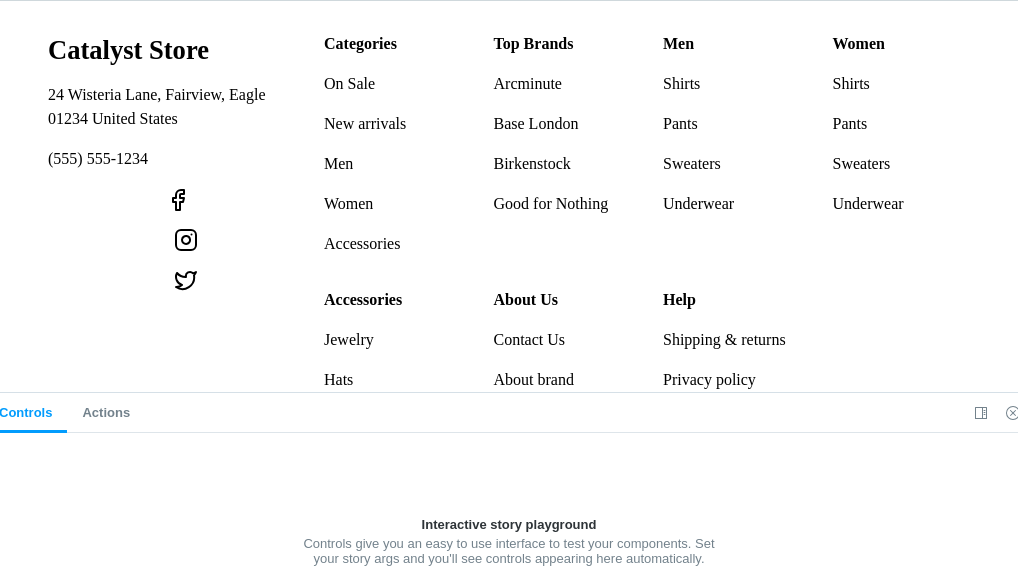 Catalyst Store
24 Wisteria Lane, Fairview, Eagle
01234 United States
(555) 555-1234
Categories
On Sale
New arrivals
Men
Women
Accessories
Top Brands
Arcminute
Base London
Birkenstock
Good for Nothing
Men
Shirts
Pants
Sweaters
Underwear
Women
Shirts
Pants
Sweaters
Underwear
Accessories
Jewelry
Hats
About Us
Contact Us
About brand
Help
Shipping & returns
Privacy policy
Controls
Actions
Interactive story playground
Controls give you an easy to use interface to test your components. Set
your story args and you'll see controls appearing here automatically.